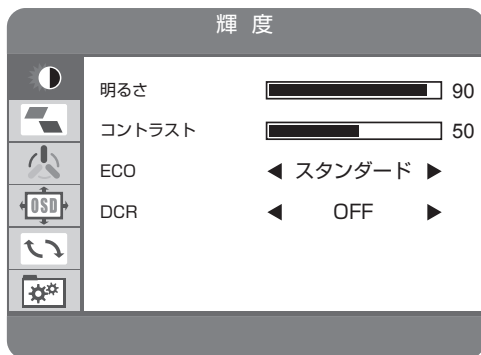 輝 度
明るさ 90
コントラスト 50
ECO ◀ スタンダード ▶
DCR ◀ OFF ▶
OSD